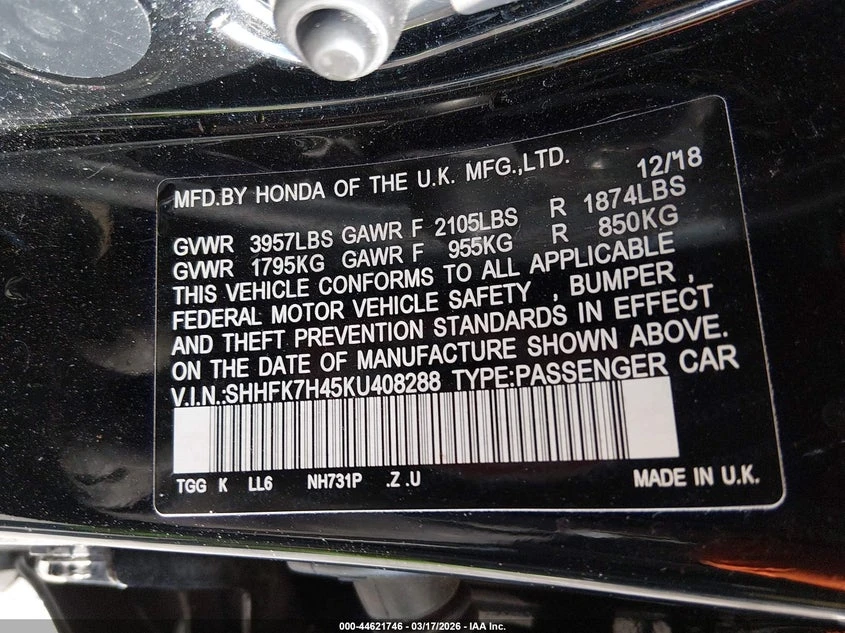 MFD.BY HONDA OF THE U.K. MFG.,LTD. 12/18
GVWR 3957LBS GAWR F 2105LBS R 1874LBS
GVWR 1795KG GAWR F 955KG R 850KG
THIS VEHICLE CONFORMS TO ALL APPLICABLE
FEDERAL MOTOR VEHICLE SAFETY , BUMPER ,
AND THEFT PREVENTION STANDARDS IN EFFECT
ON THE DATE OF MANUFACTURE SHOWN ABOVE.
V.I.N.:SHHFK7H45KU408288 TYPE:PASSENGER CAR
TGG K LL6 NH731P .Z .U MADE IN U.K.
000-44621746 - 03/17/2026 - IAA Inc.